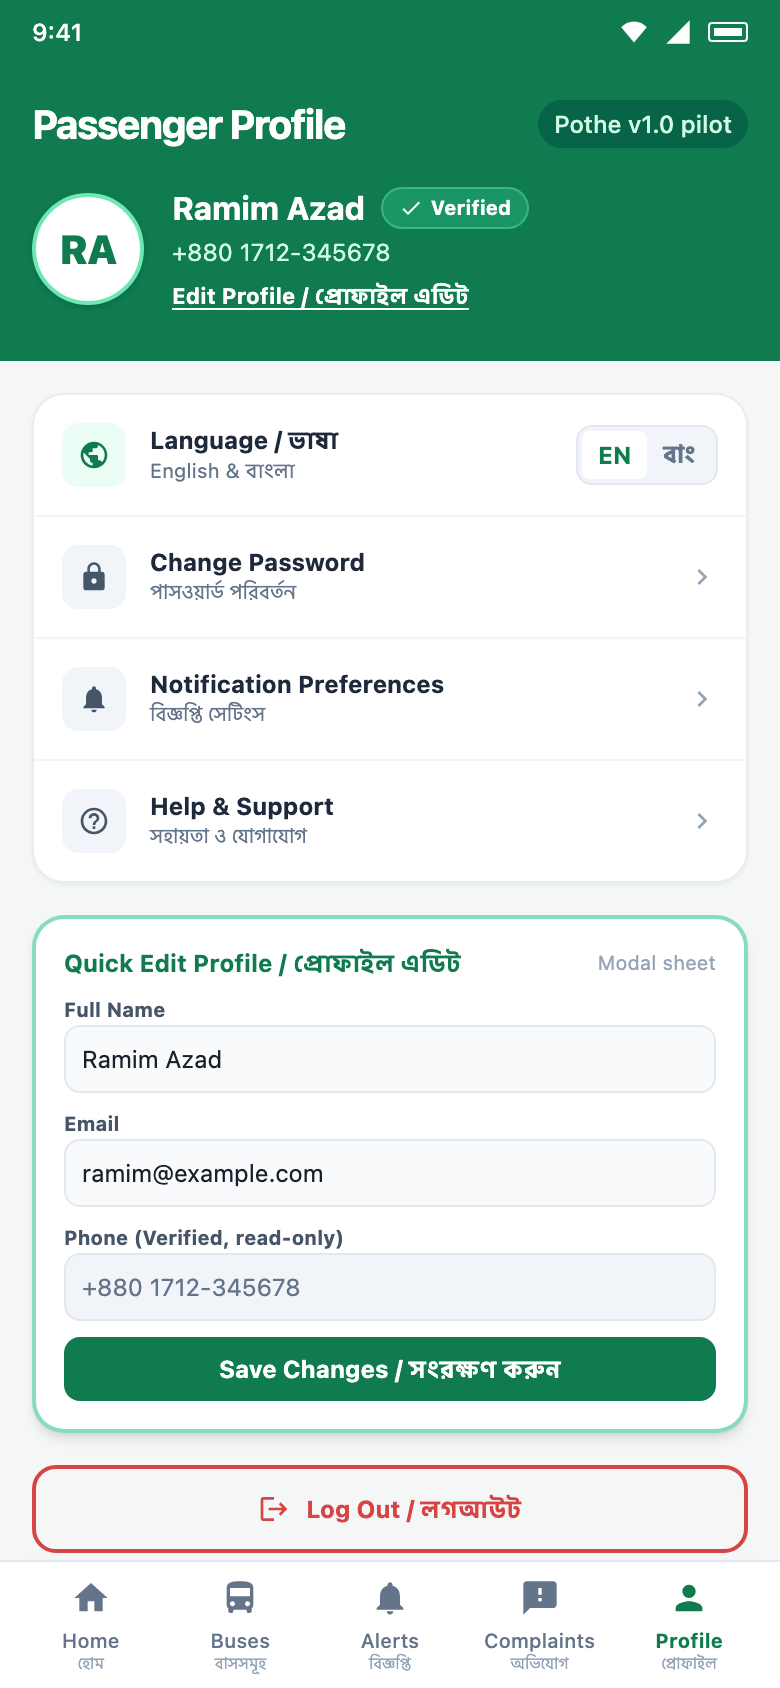 9:41
Passenger Profile
Pothe v1.0 pilot
RA
Ramim Azad
Verified
+880 1712-345678
Edit Profile / প্রোফাইল এডিট
Language / ভাষা
English & বাংলা
EN
বাং
Change Password
পাসওয়ার্ড পরিবর্তন
Notification Preferences
বিজ্ঞপ্তি সেটিংস
Help & Support
সহায়তা ও যোগাযোগ
Quick Edit Profile / প্রোফাইল এডিট
Modal sheet
Full Name
Ramim Azad
Email
ramim@example.com
Phone (Verified, read-only)
+880 1712-345678
Save Changes / সংরক্ষণ করুন
Log Out / লগআউট
Home
হোম
Buses
বাসসমূহ
Alerts
বিজ্ঞপ্তি
Complaints
অভিযোগ
Profile
প্রোফাইল